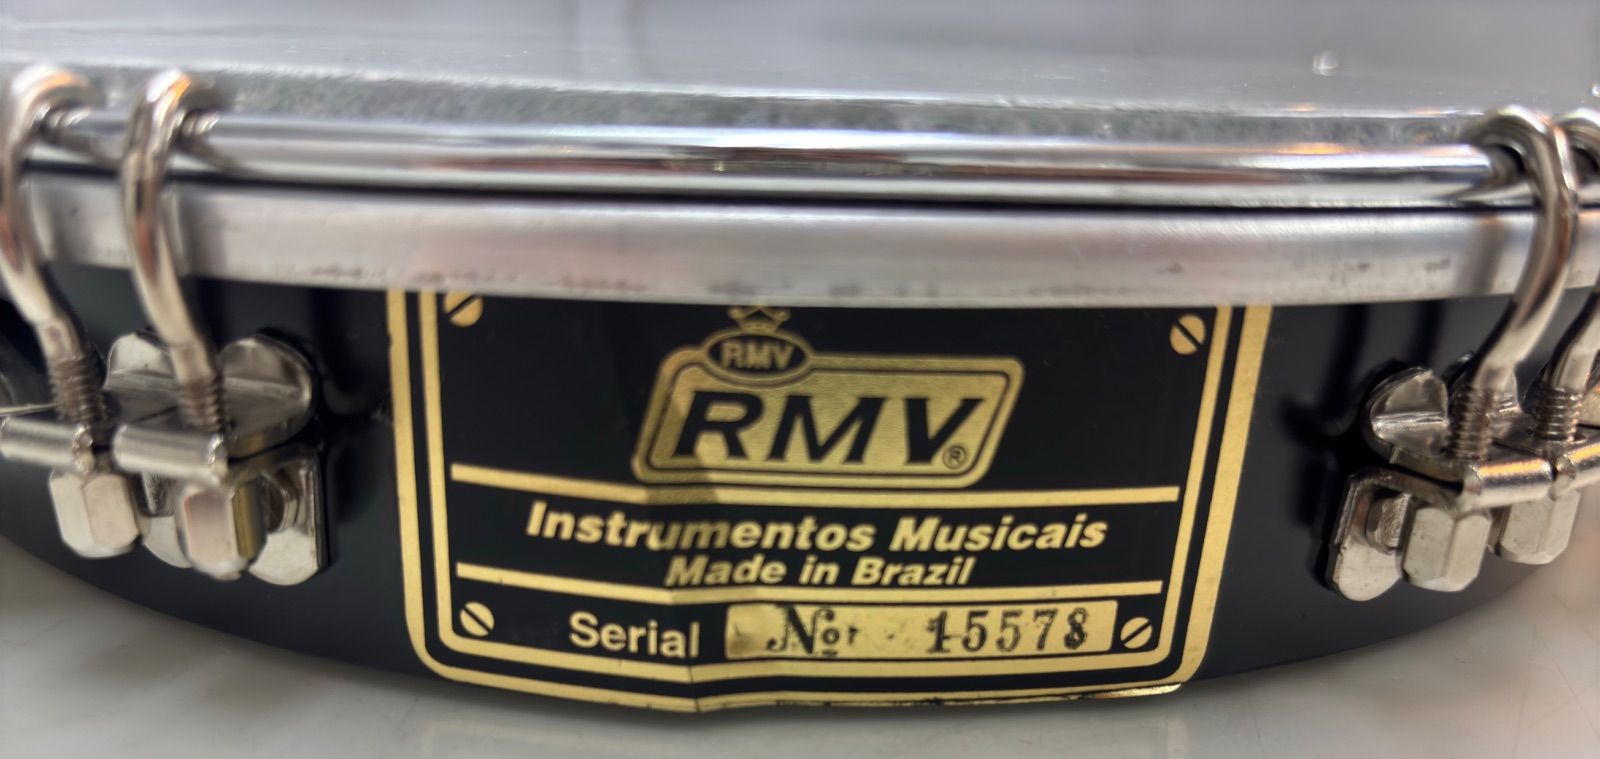 RMV
RMV®
Instrumentos Musicais
Made in Brazil
Serial No 15578